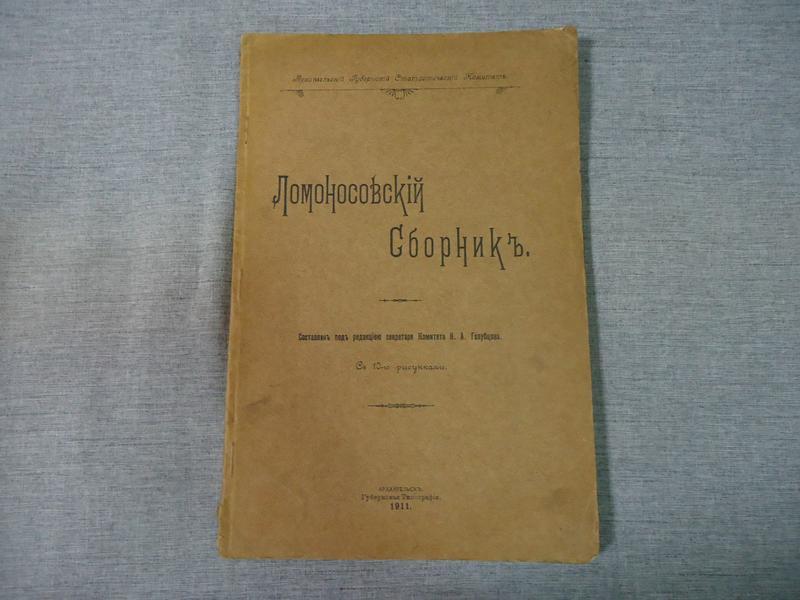 Архангельскій Губернскій Статистическій Комитетъ.
Ломоносовскій
Сборникъ.
Составленъ подъ редакціею секретаря Комитета Н. А. Голубцова.
Съ 10-ю рисунками.
АРХАНГЕЛЬСКЪ.
Губернская Типографія.
1911.